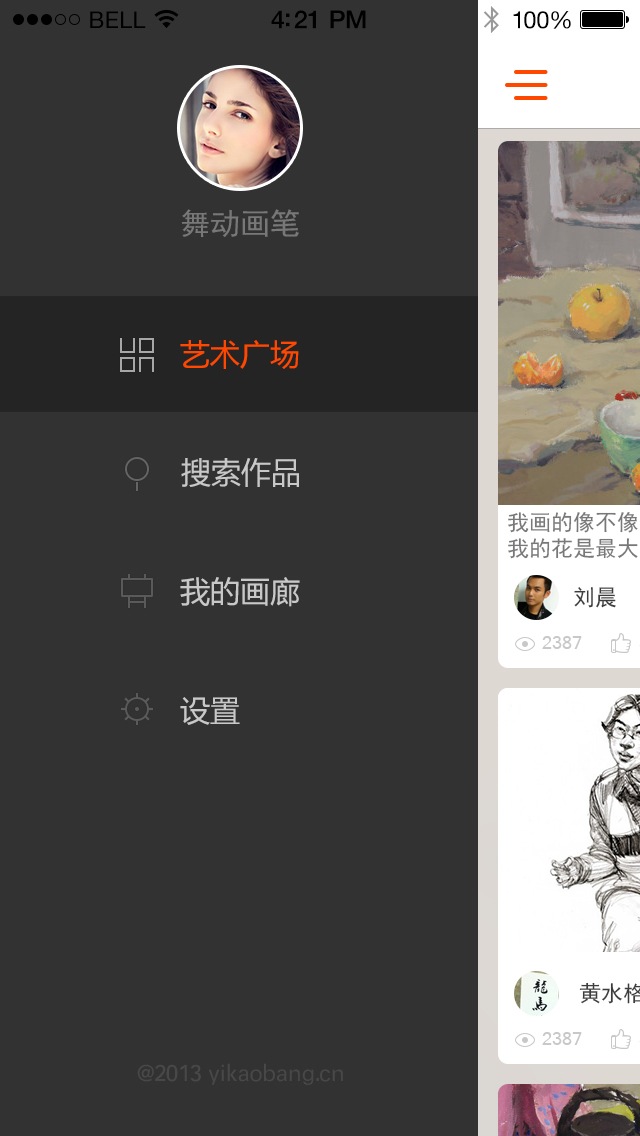 BELL 4:21 PM 100%
舞动画笔
艺术广场
搜索作品
我的画廊
设置
@2013 yikaobang.cn
我画的像不像
我的花是最大
刘晨
2387
龍馬
黄水格
2387